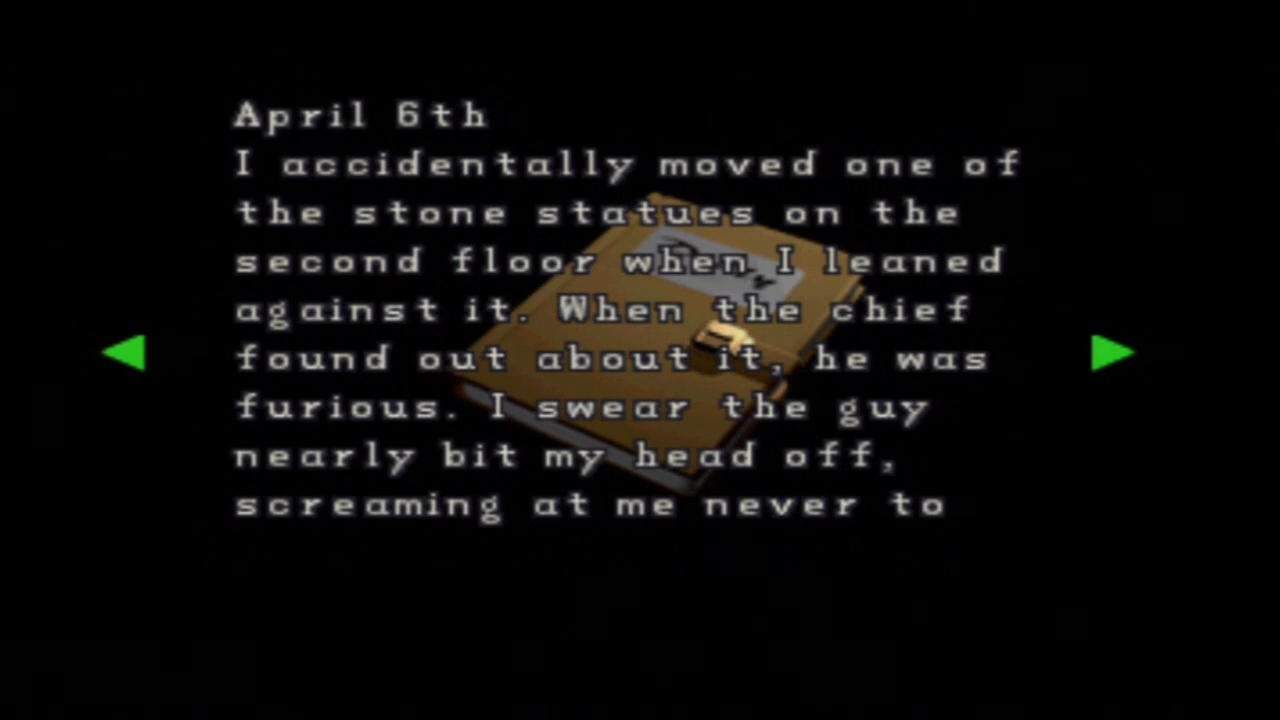 April 6th
I accidentally moved one of
the stone statues on the
second floor when I leaned
against it. When the chief
found out about it, he was
furious. I swear the guy
nearly bit my head off,
screaming at me never to